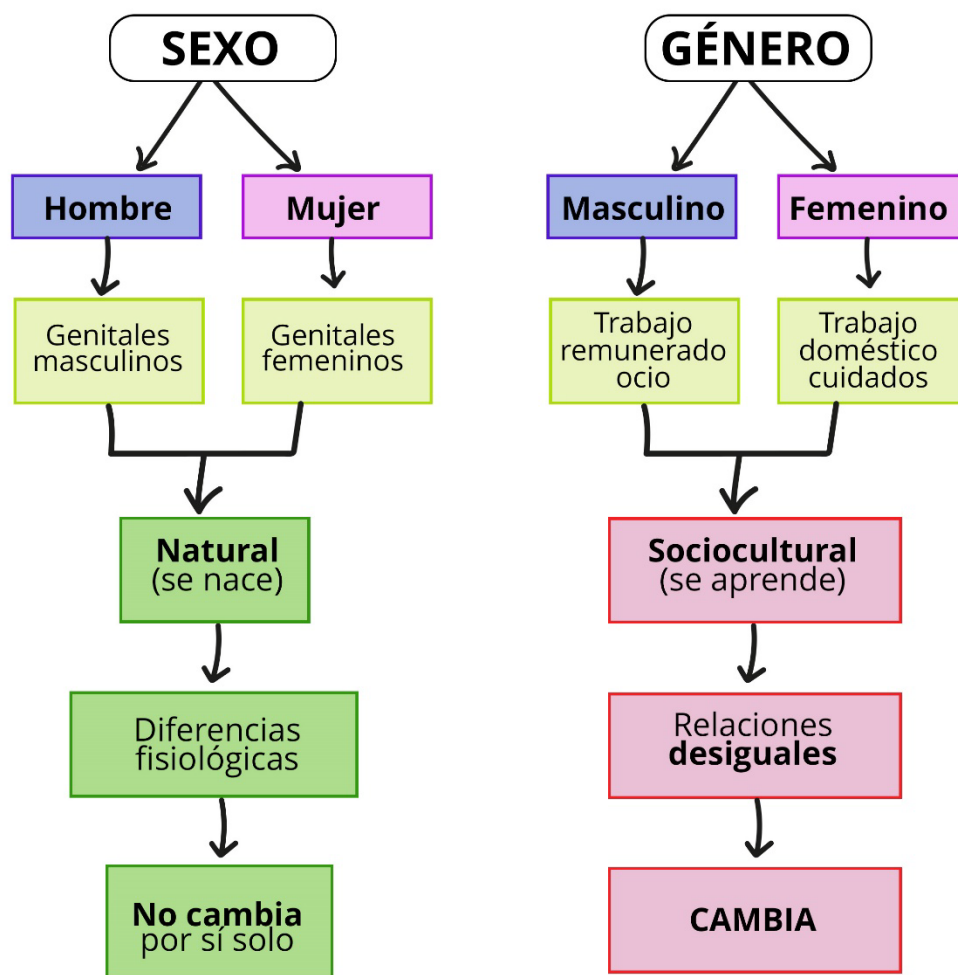 SEXO
Hombre
Mujer
Genitales
masculinos
Genitales
femeninos
Natural
(se nace)
Diferencias
fisiológicas
No cambia
por sí solo
GÉNERO
Masculino
Femenino
Trabajo
remunerado
ocio
Trabajo
doméstico
cuidados
Sociocultural
(se aprende)
Relaciones
desiguales
CAMBIA